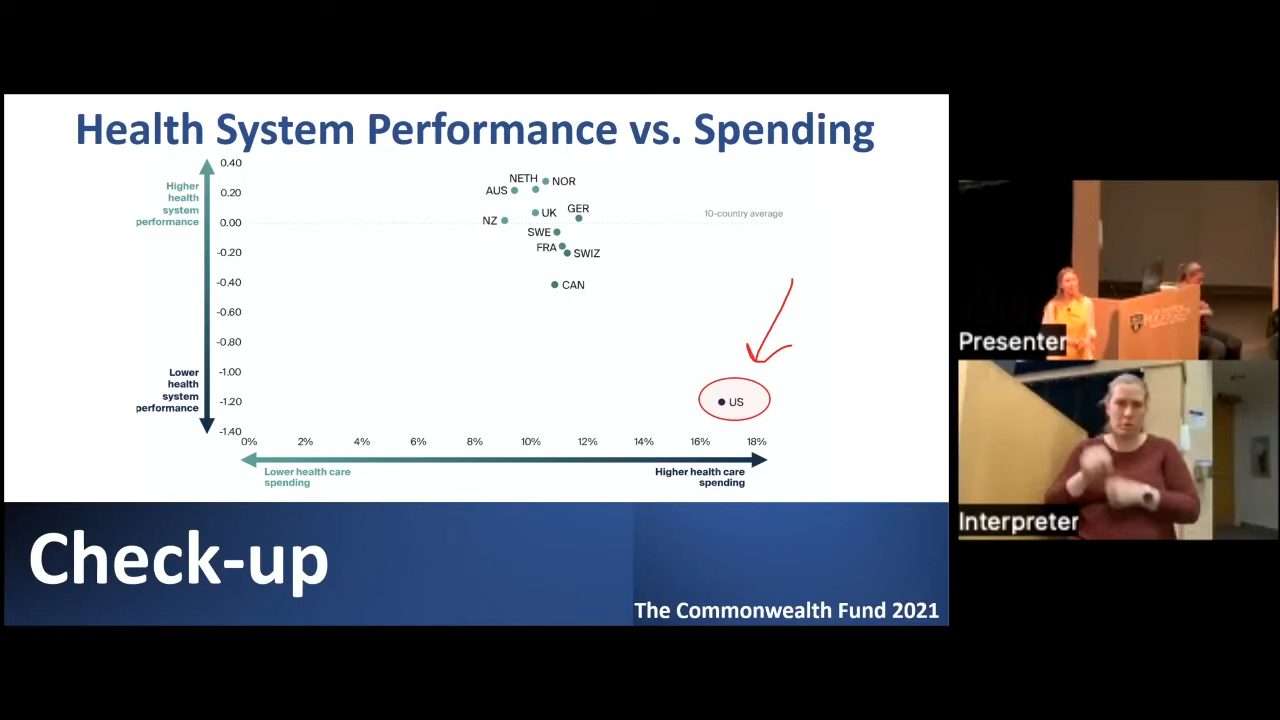 Health System Performance vs. Spending
Higher
health
system
performance
Lower
health
system
performance
0.40
0.20
0.00
-0.20
-0.40
-0.60
-0.80
-1.00
-1.20
-1.40
NETH
NOR
AUS
GER
UK
NZ
10-country average
SWE
FRA
SWIZ
CAN
US
0% 2% 4% 6% 8% 10% 12% 14% 16% 18%
Lower health care
spending
Higher health care
spending
Check-up
The Commonwealth Fund 2021
Presenter
Interpreter